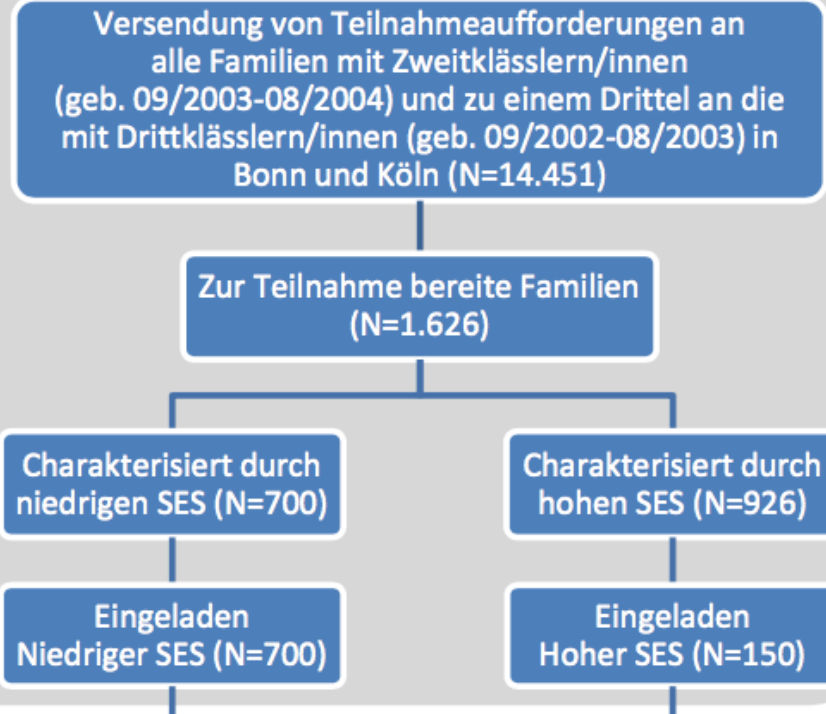 Versendung von Teilnahmeaufforderungen an
alle Familien mit Zweitklässlern/innen
(geb. 09/2003-08/2004) und zu einem Drittel an die
mit Drittklässlern/innen (geb. 09/2002-08/2003) in
Bonn und Köln (N=14.451)
Zur Teilnahme bereite Familien
(N=1.626)
Charakterisiert durch
niedrigen SES (N=700)
Charakterisiert durch
hohen SES (N=926)
Eingeladen
Niedriger SES (N=700)
Eingeladen
Hoher SES (N=150)